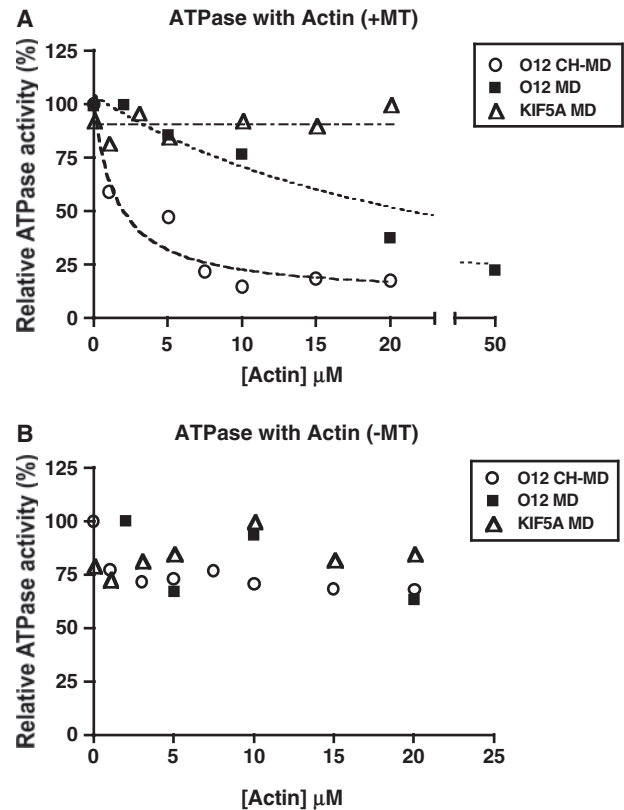 A
ATPase with Actin (+MT)
Relative ATPase activity (%)
125
100
75
50
25
0
0 5 10 15 20 50
[Actin] μM
O12 CH-MD
O12 MD
KIF5A MD
B
ATPase with Actin (-MT)
Relative ATPase activity (%)
125
100
75
50
25
0
0 5 10 15 20 25
[Actin] μM
O12 CH-MD
O12 MD
KIF5A MD